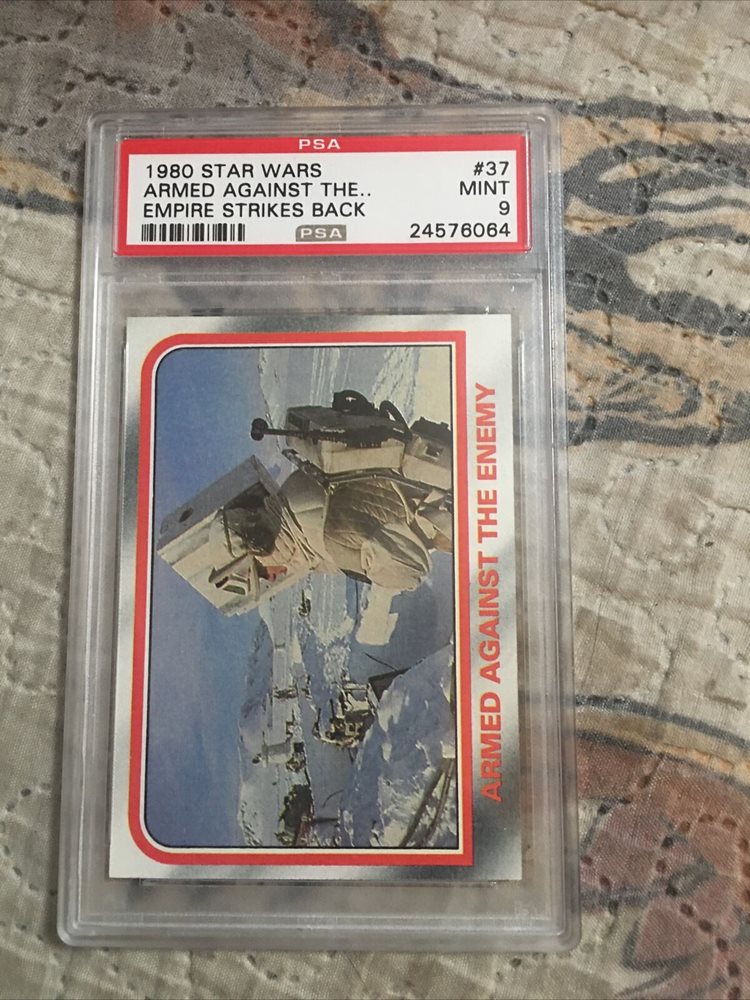 PSA
1980 STAR WARS #37
ARMED AGAINST THE.. MINT
EMPIRE STRIKES BACK 9
PSA 24576064
ARMED AGAINST THE ENEMY